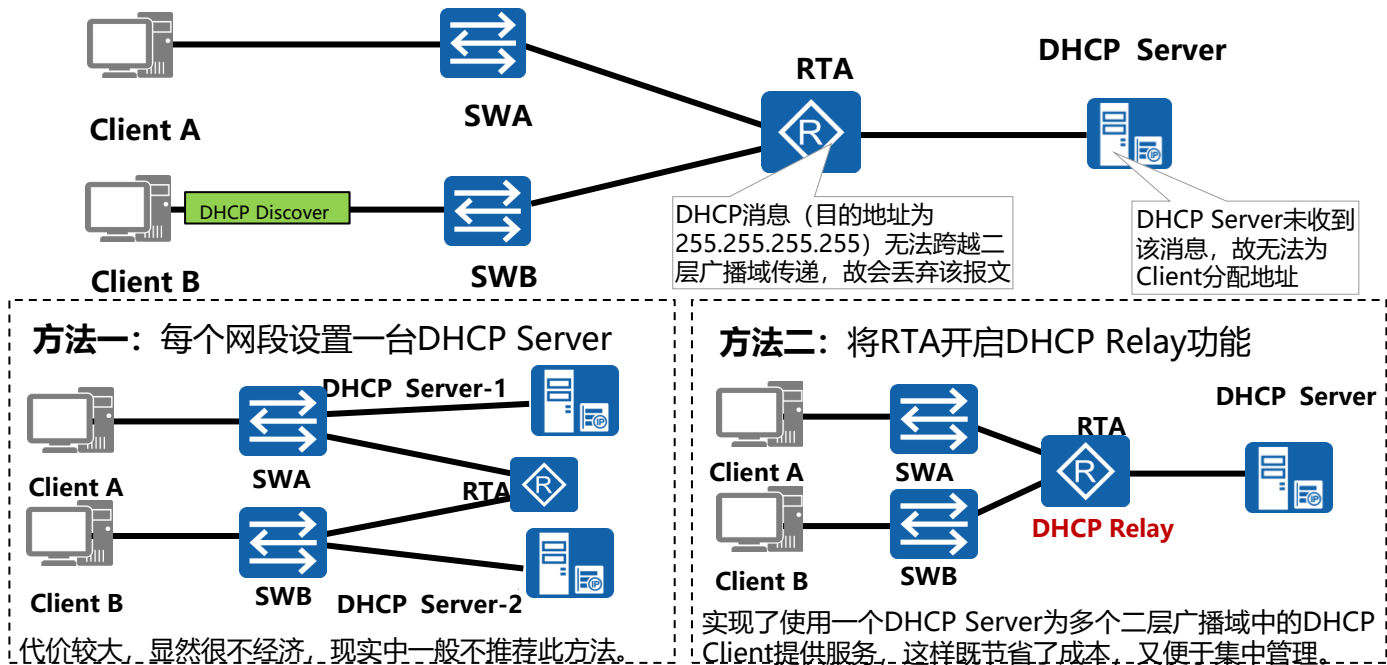 DHCP Server
RTA
Client A
SWA
R
IP
DHCP Discover
Client B
SWB
DHCP消息（目的地址为
255.255.255.255）无法跨越二
层广播域传递，故会丢弃该报文
DHCP Server未收到
该消息，故无法为
Client分配地址
方法一：每个网段设置一台DHCP Server
DHCP Server-1
IP
Client A
SWA
RTA
R
Client B
SWB
DHCP Server-2
IP
代价较大，显然很不经济，现实中一般不推荐此方法。
方法二：将RTA开启DHCP Relay功能
DHCP Server
RTA
Client A
SWA
R
IP
DHCP Relay
Client B
SWB
实现了使用一个DHCP Server为多个二层广播域中的DHCP
Client提供服务，这样既节省了成本，又便于集中管理。